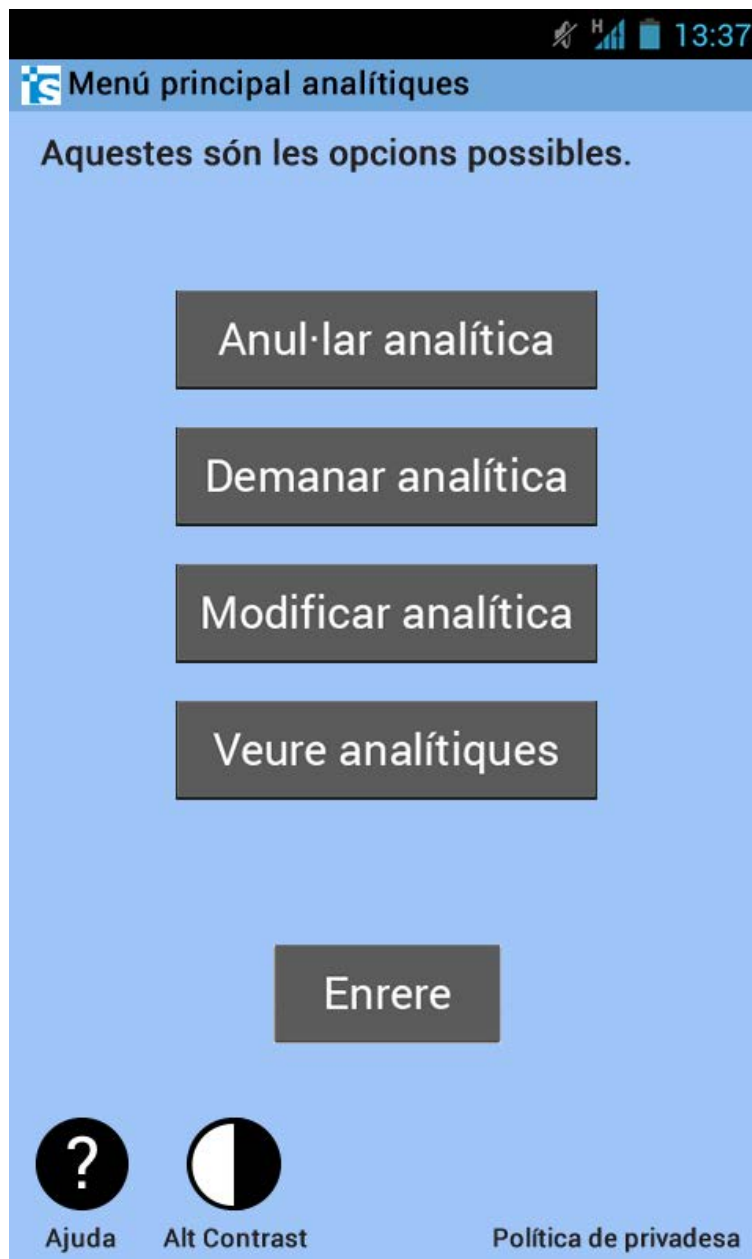 H 13:37
is Menú principal analítiques
Aquestes són les opcions possibles.
Anul·lar analítica
Demanar analítica
Modificar analítica
Veure analítiques
Enrere
?
Ajuda Alt Contrast Política de privadesa